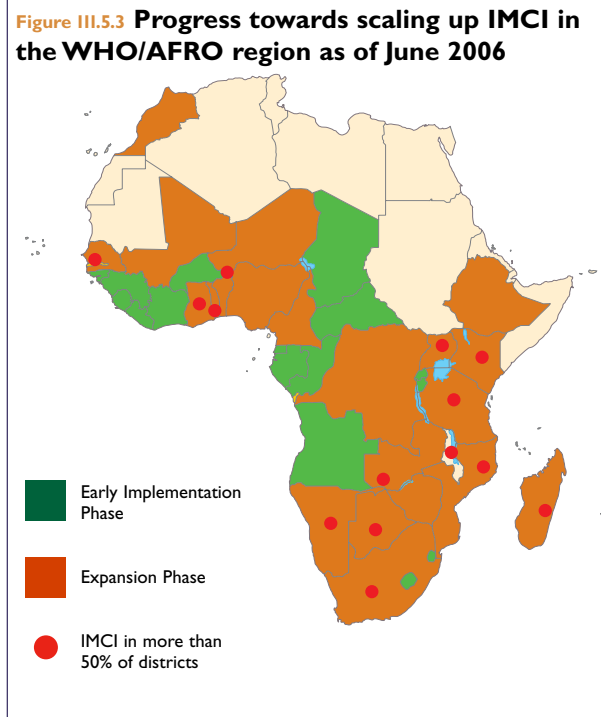 Figure III.5.3 Progress towards scaling up IMCI in
the WHO/AFRO region as of June 2006
Early Implementation
Phase
Expansion Phase
IMCI in more than
50% of districts